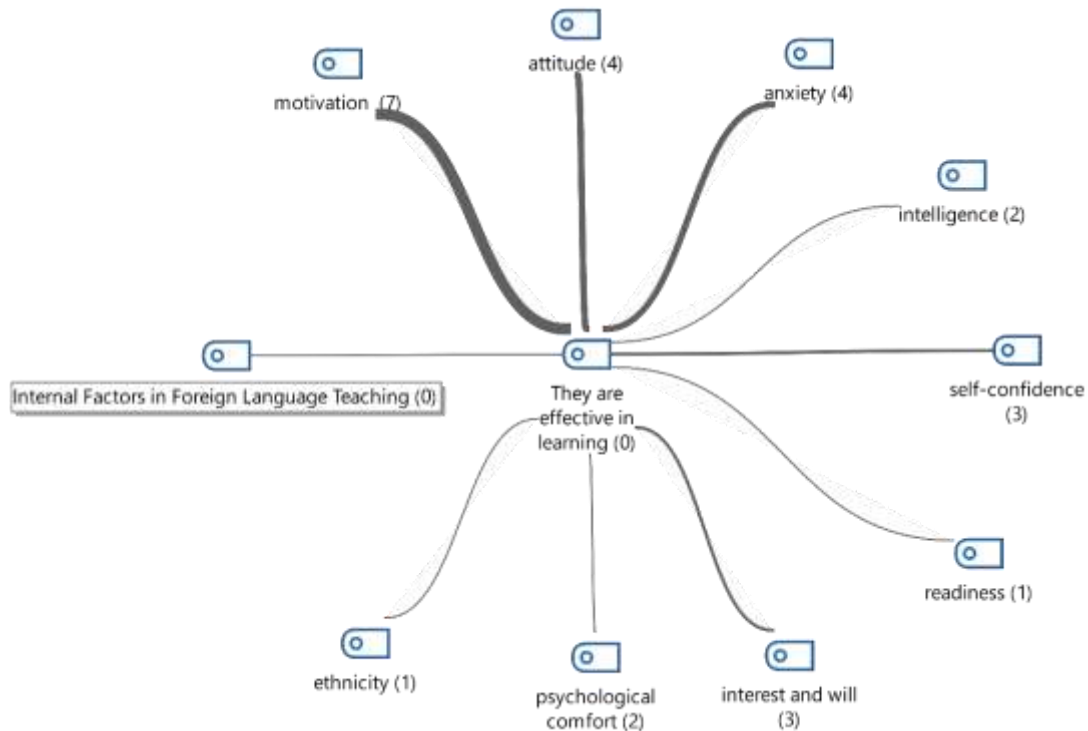 attitude (4)
motivation (7)
anxiety (4)
intelligence (2)
Internal Factors in Foreign Language Teaching (0)
They are
effective in
learning (0)
self-confidence
(3)
readiness (1)
ethnicity (1)
psychological
comfort (2)
interest and will
(3)